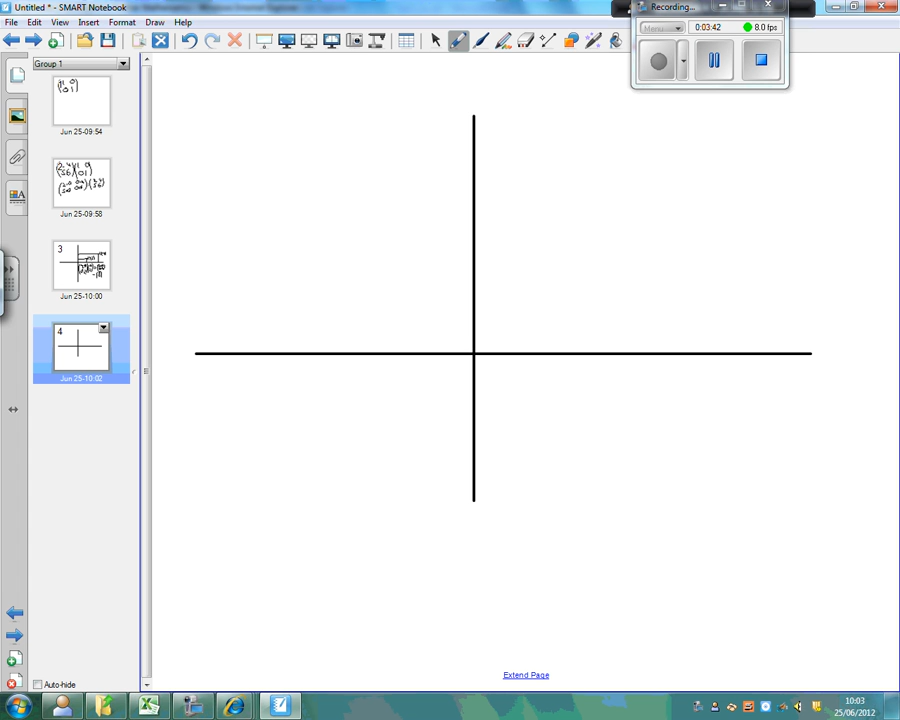 Untitled * - SMART Notebook
Recording...
File Edit View Insert Format Draw Help
Menu
0:03:42
8.0 fps
Group 1
Jun 25-09:54
Jun 25-09:58
3
Jun 25-10:00
4
Jun 25-10:02
Extend Page
Auto-hide
10:03
25/06/2012